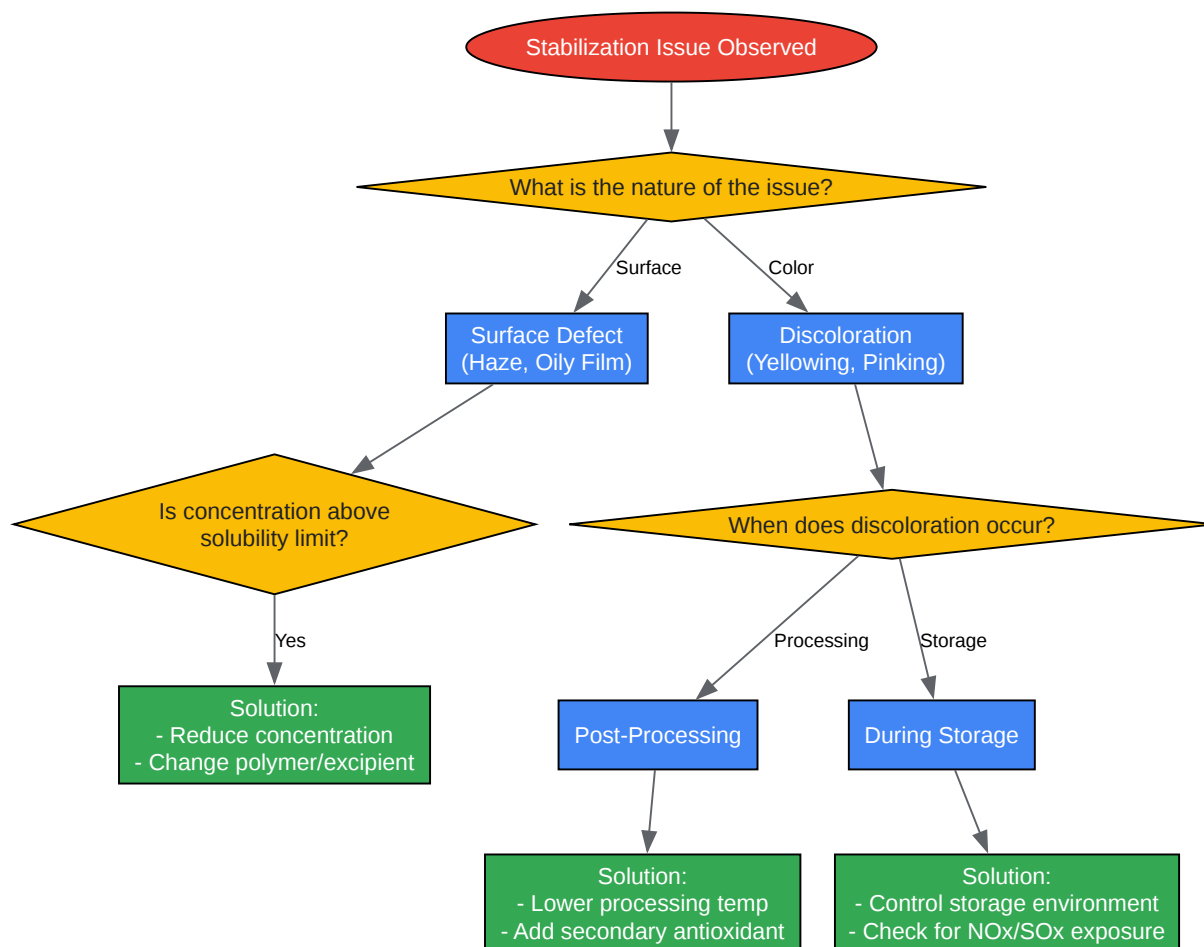 Stabilization Issue Observed
What is the nature of the issue?
Surface
Color
Surface Defect
(Haze, Oily Film)
Discoloration
(Yellowing, Pinking)
Is concentration above
solubility limit?
When does discoloration occur?
Yes
Processing
Storage
Solution:
- Reduce concentration
- Change polymer/excipient
Post-Processing
During Storage
Solution:
- Lower processing temp
- Add secondary antioxidant
Solution:
- Control storage environment
- Check for NOx/SOx exposure